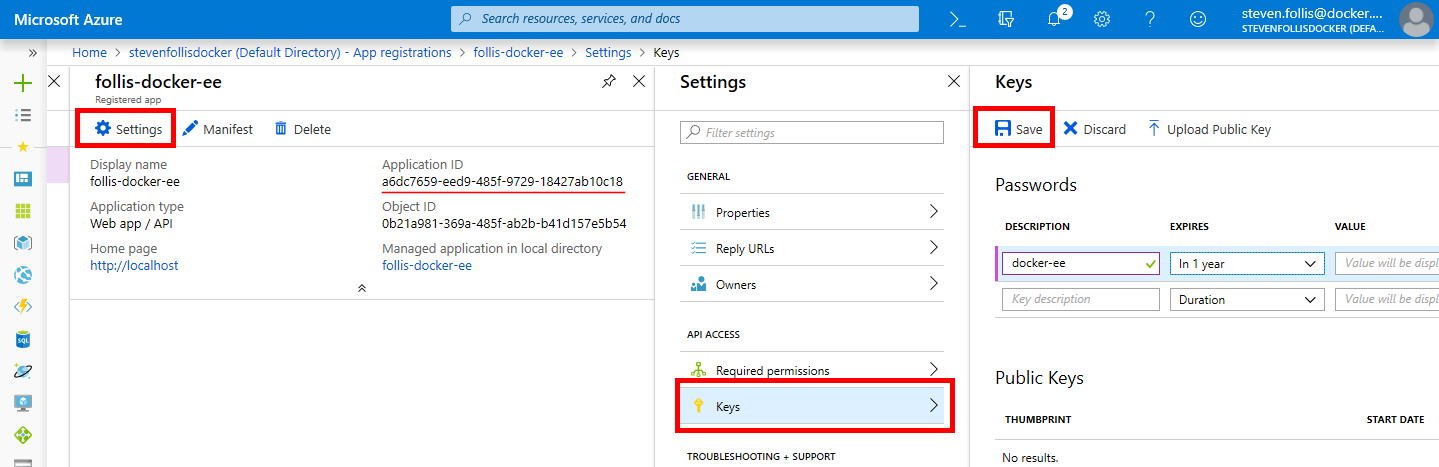 Microsoft Azure
Search resources, services, and docs
2
steven.follis@docker....
STEVENFOLLISDOCKER (DEFA...
Home > stevenfollisdocker (Default Directory) - App registrations > follis-docker-ee > Settings > Keys
follis-docker-ee
Registered app
Settings
Manifest
Delete
Display name
follis-docker-ee
Application type
Web app / API
Home page
http://localhost
Application ID
a6dc7659-eed9-485f-9729-18427ab10c18
Object ID
0b21a981-369a-485f-ab2b-b41d157e5b54
Managed application in local directory
follis-docker-ee
Settings
Filter settings
GENERAL
Properties
Reply URLs
Owners
API ACCESS
Required permissions
Keys
TROUBLESHOOTING + SUPPORT
Keys
Save
Discard
Upload Public Key
Passwords
DESCRIPTION EXPIRES VALUE
docker-ee In 1 year Value will be displ
Key description Duration Value will be displ
Public Keys
THUMBPRINT START DATE
No results.
SQL